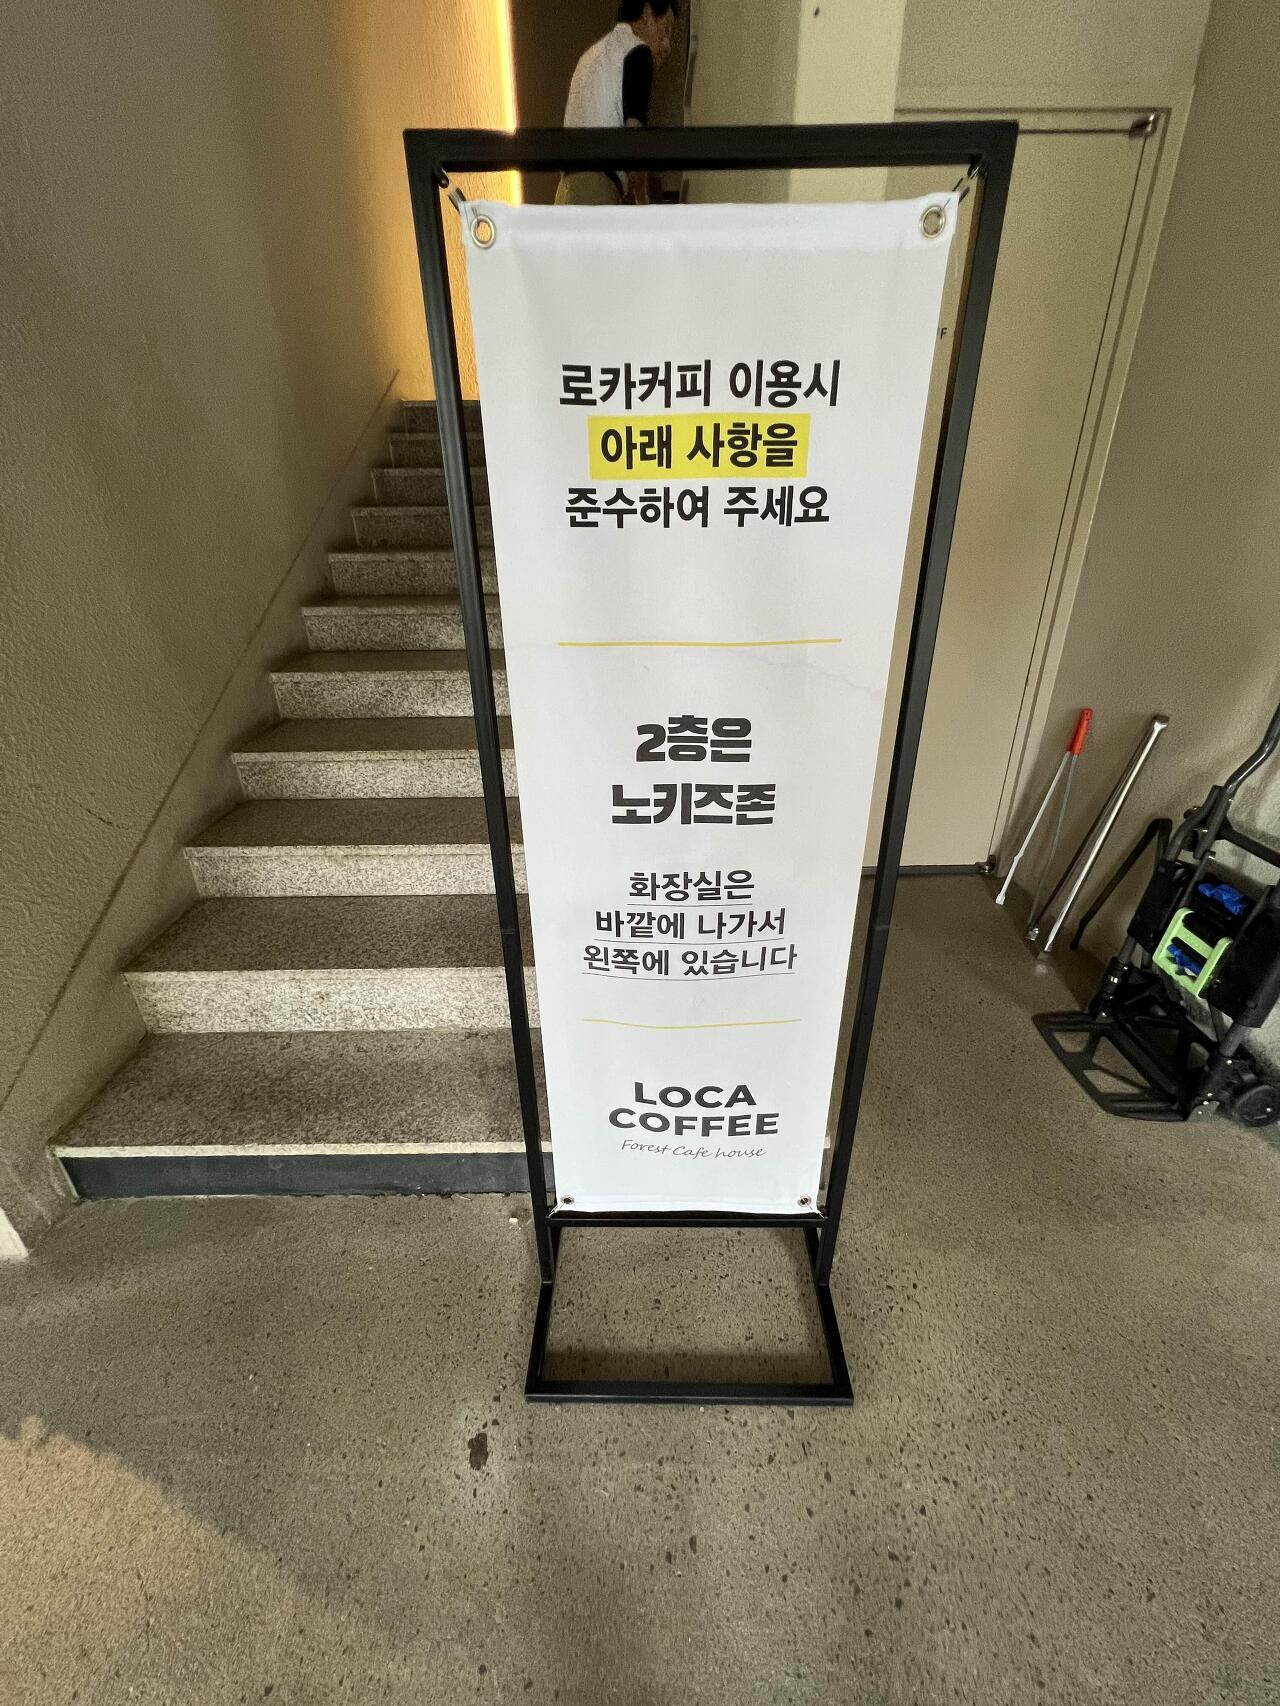 로카커피 이용시
아래 사항을
준수하여 주세요
2층은
노키즈존
화장실은
바깥에 나가서
왼쪽에 있습니다
LOCA
COFFEE
Forest Cafe house